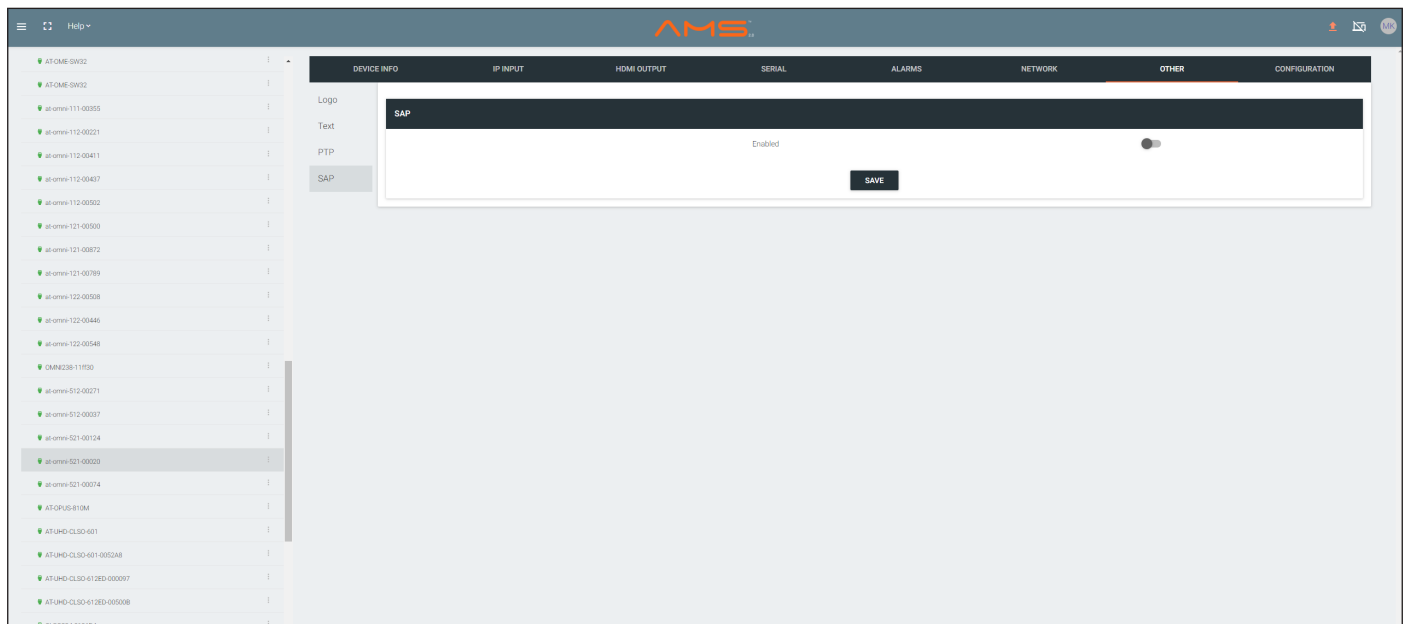 Help
AMS
MK
AT-OME-SW32
AT-OME-SW32
at-omni-111-00355
at-omni-112-00221
at-omni-112-00411
at-omni-112-00437
at-omni-112-00502
at-omni-121-00500
at-omni-121-00872
at-omni-121-00789
at-omni-122-00508
at-omni-122-00446
at-omni-122-00548
OMNI238-11ff30
at-omni-512-00271
at-omni-512-00037
at-omni-521-00124
at-omni-521-00020
at-omni-521-00074
AT-OPUS-810M
AT-UHD-CLSO-601
AT-UHD-CLSO-601-0052A8
AT-UHD-CLSO-612ED-000097
AT-UHD-CLSO-612ED-00500B
DEVICE INFO IP INPUT HDMI OUTPUT SERIAL ALARMS NETWORK OTHER CONFIGURATION
Logo
Text
PTP
SAP
SAP
Enabled
SAVE